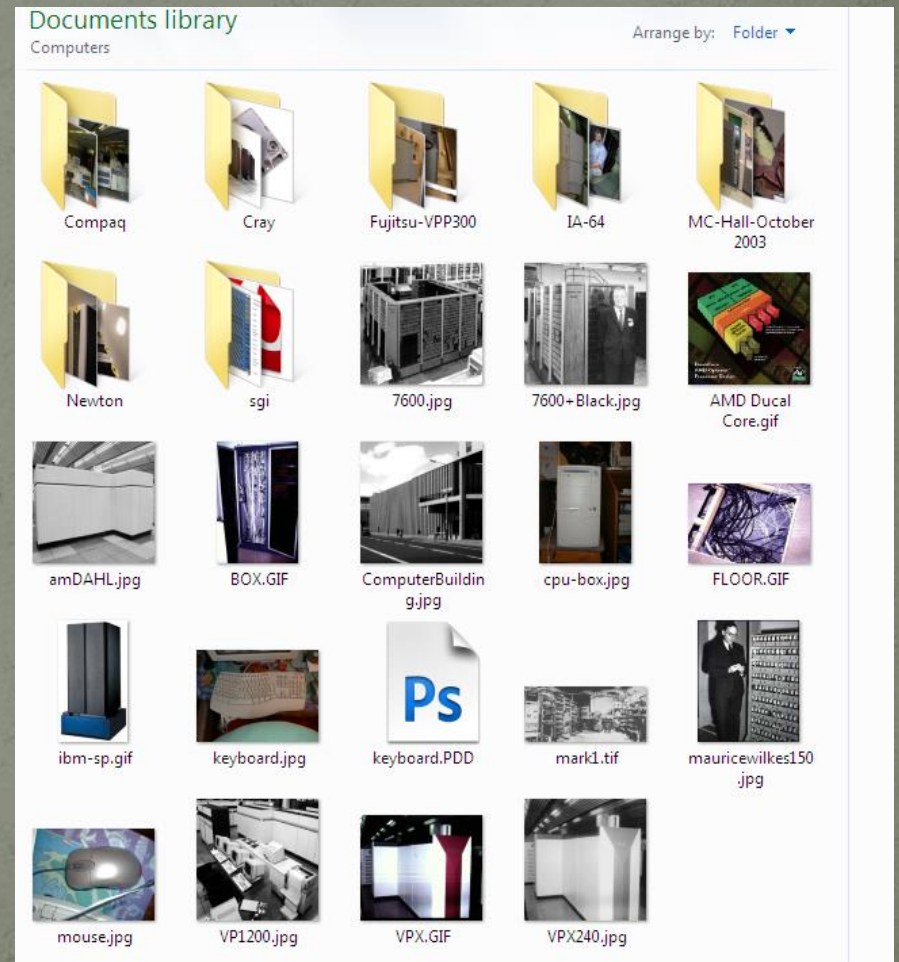 Documents library
Computers
Arrange by: Folder
Compaq
Cray
Fujitsu-VPP300
IA-64
MC-Hall-October
2003
Newton
sgi
7600.jpg
7600+Black.jpg
AMD Ducal
Core.gif
amDAHL.jpg
BOX.GIF
ComputerBuildin
g.jpg
cpu-box.jpg
FLOOR.GIF
ibm-sp.gif
keyboard.jpg
Ps
keyboard.PDD
mark1.tif
mauricewilkes150
.jpg
mouse.jpg
VP1200.jpg
VPX.GIF
VPX240.jpg